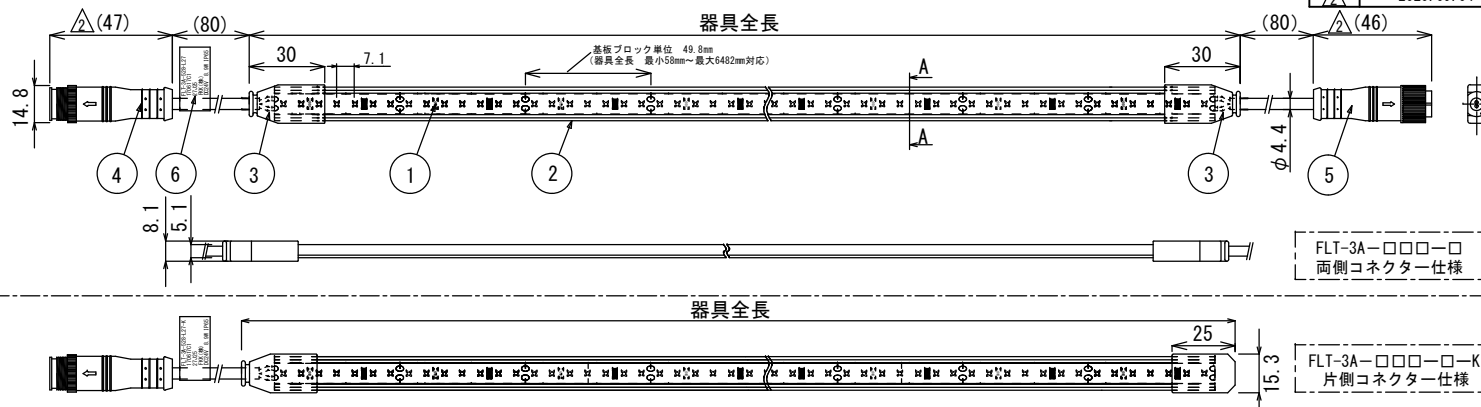 2 (47)
(80)
器具全長
(80)
2 (46)
30
7.1
基板ブロック単位 49.8mm
(器具全長 最小58mm～最大6482mm対応)
A
30
14.8
A
φ4.4
4
6
3
1
2
3
5
8.1
5.1
FLT-3A-□□□-□
両側コネクター仕様
器具全長
25
15.3
FLT-3A-□□□-□-K
片側コネクター仕様